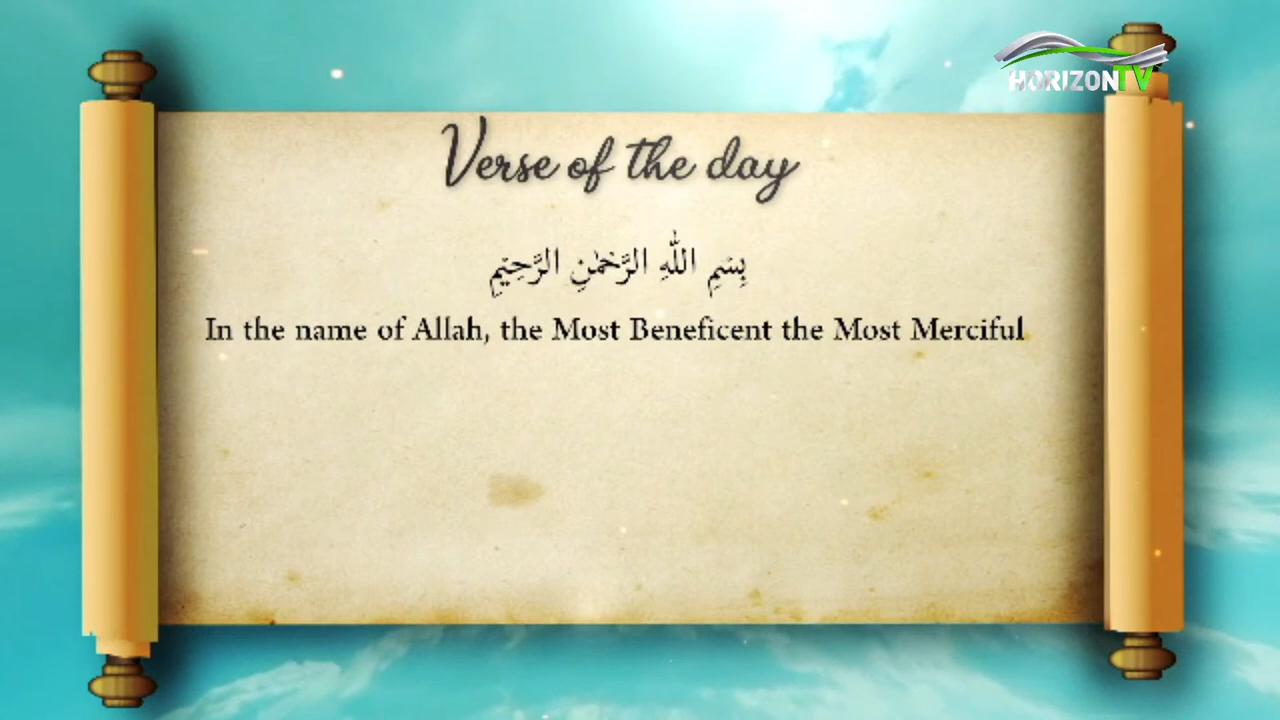 HORIZON TV
Verse of the day
بِسْمِ اللّٰهِ الرَّحْمٰنِ الرَّحِيْمِ
In the name of Allah, the Most Beneficent the Most Merciful